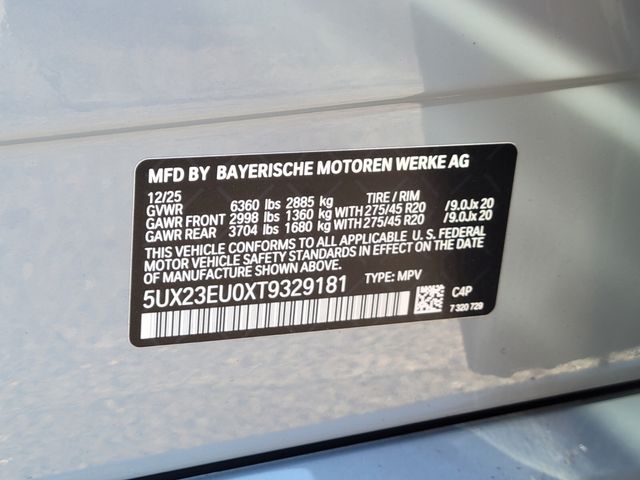 MFD BY BAYERISCHE MOTOREN WERKE AG
12/25
GVWR 6360 lbs 2885 kg TIRE / RIM
GAWR FRONT 2998 lbs 1360 kg WITH 275/45 R20 /9.0Jx20
GAWR REAR 3704 lbs 1680 kg WITH 275/45 R20 /9.0Jx20
THIS VEHICLE CONFORMS TO ALL APPLICABLE U. S. FEDERAL
MOTOR VEHICLE SAFETY STANDARDS IN EFFECT ON THE DATE
OF MANUFACTURE SHOWN ABOVE.
5UX23EU0XT9329181 TYPE: MPV
C4P
7 320 729